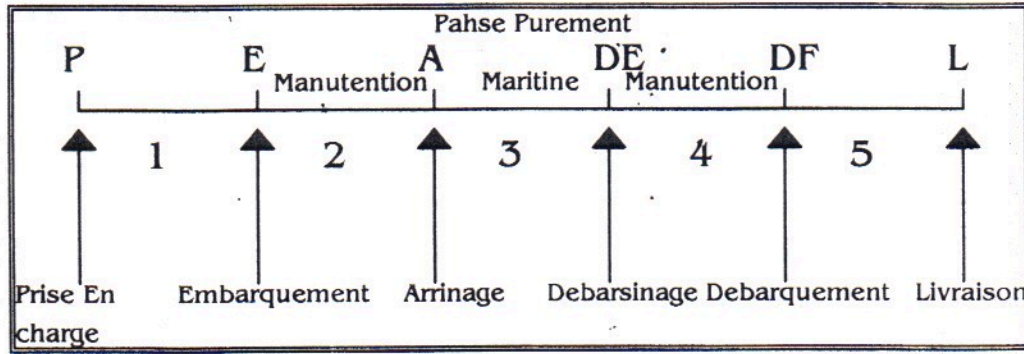 Pahse Purement
P E A DE DF L
Manutention Maritine Manutention
1 2 3 4 5
Prise En Embarquement Arrinage Debarsinage Debarquement Livraison
charge